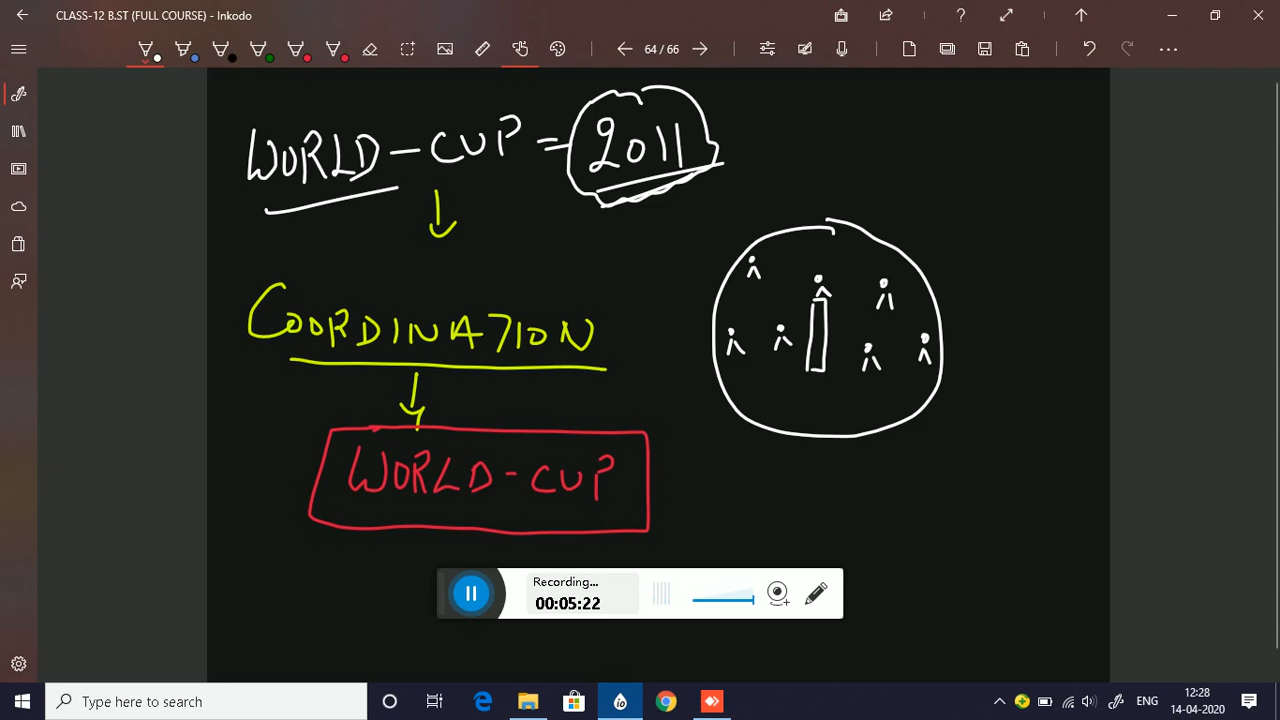 CLASS-12 B.ST (FULL COURSE) - Inkodo
64 / 66
WORLD-CUP = 2011
COORDINATION
WORLD-CUP
Recording...
00:05:22
Type here to search
ENG
12:28
14-04-2020